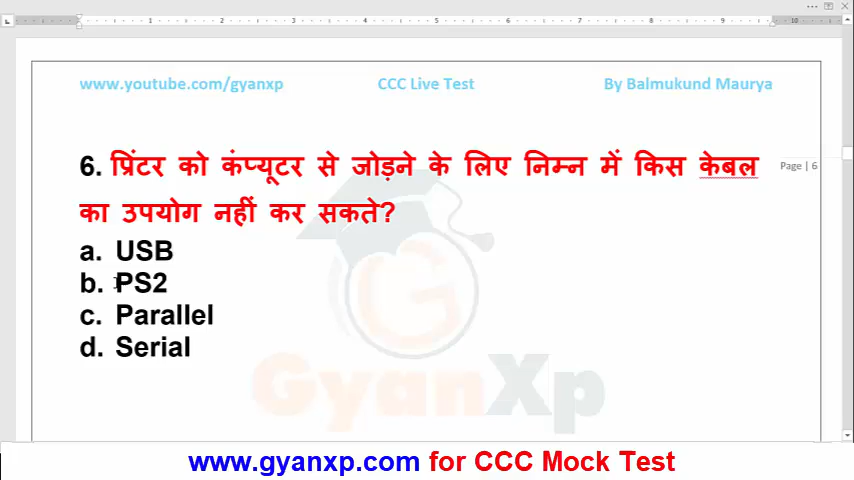 www.youtube.com/gyanxp CCC Live Test By Balmukund Maurya
6. प्रिंटर को कंप्यूटर से जोड़ने के लिए निम्न में किस केबल
Page | 6
का उपयोग नहीं कर सकते?
a. USB
b. PS2
c. Parallel
d. Serial
GyanXp
www.gyanxp.com for CCC Mock Test